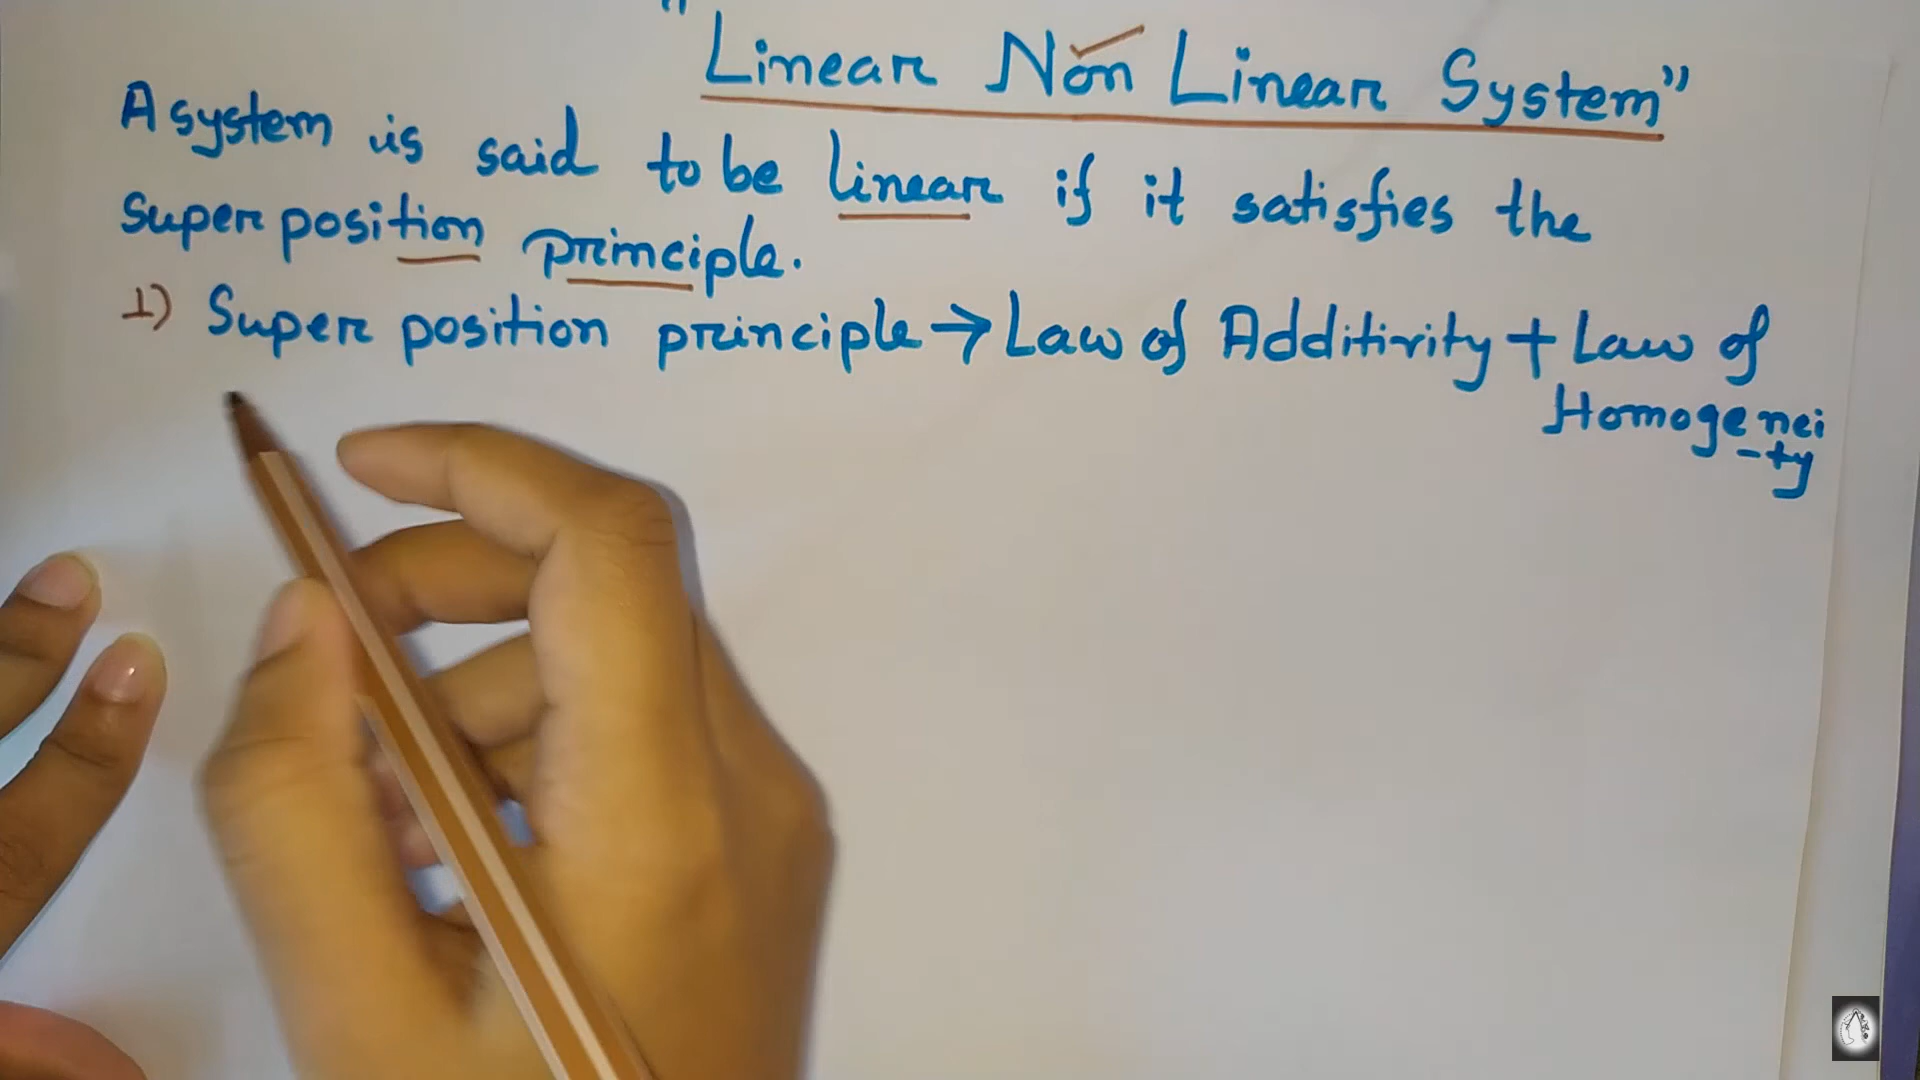 "Linear Non Linear System"
A system is said to be linear if it satisfies the
Super position principle.
1) Super position principle → Law of Additivity + Law of
Homogenei
-ty